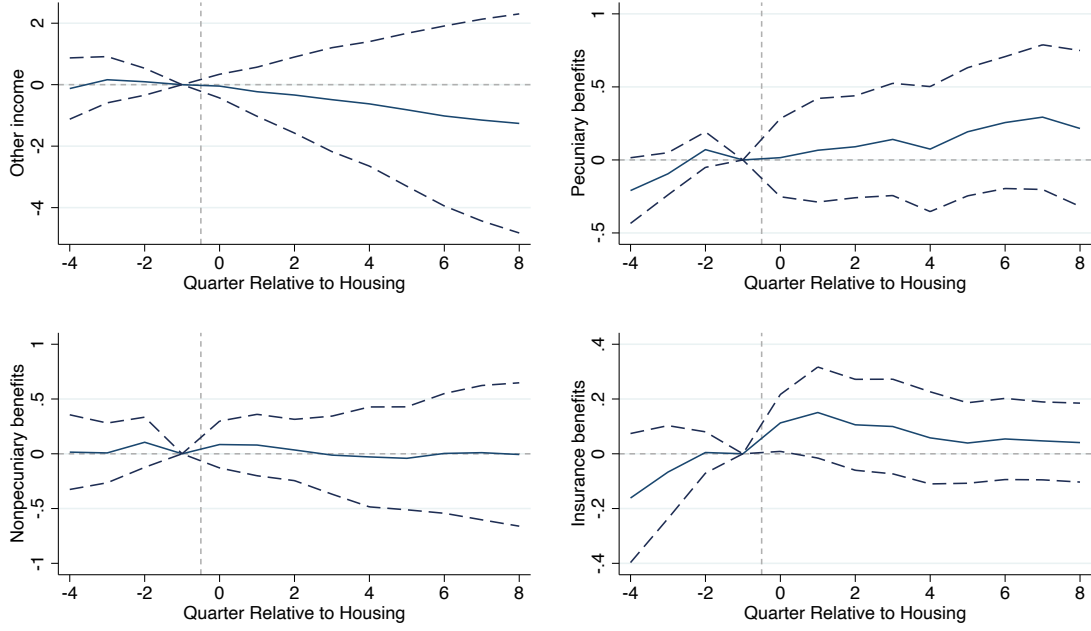 Other income
2
0
-2
-4
-4 -2 0 2 4 6 8
Quarter Relative to Housing
Pecuniary benefits
1
.5
0
-.5
-4 -2 0 2 4 6 8
Quarter Relative to Housing
Nonpecuniary benefits
1
.5
0
-.5
-1
-4 -2 0 2 4 6 8
Quarter Relative to Housing
Insurance benefits
.4
.2
0
-.2
-.4
-4 -2 0 2 4 6 8
Quarter Relative to Housing